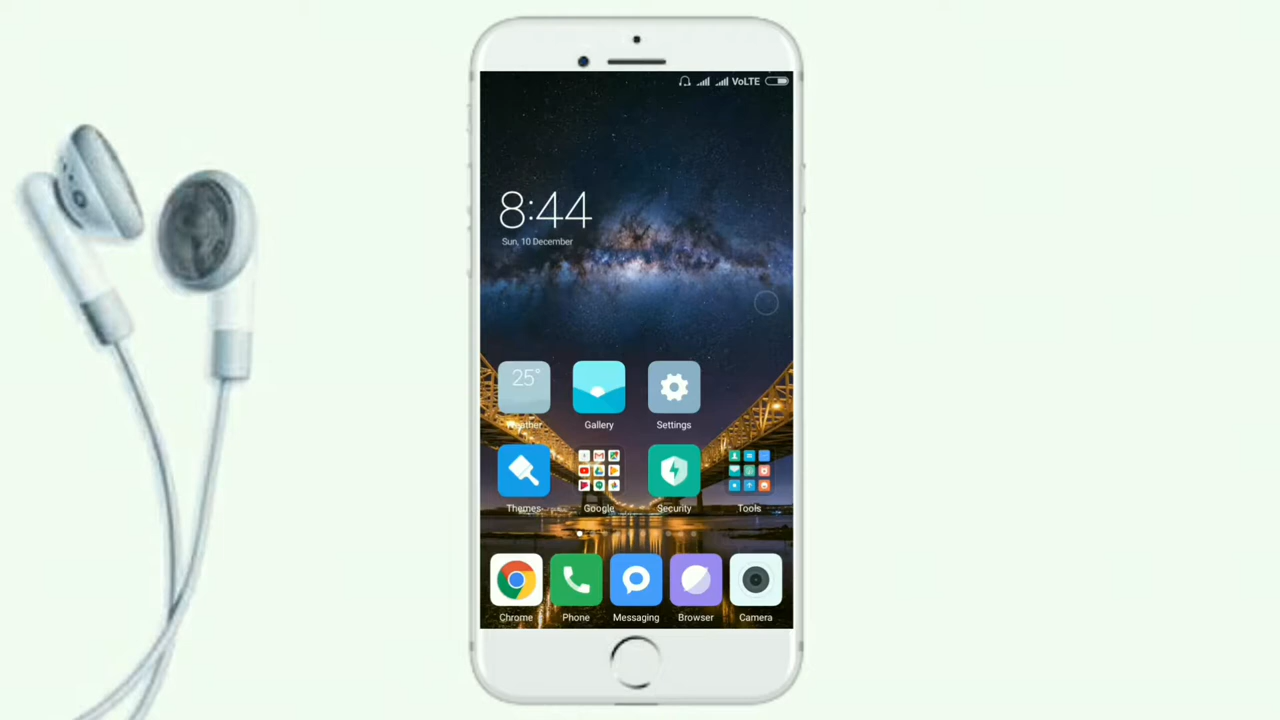 VoLTE
8:44
Sun, 10 December
25°
Weather Gallery Settings
Themes Google Security Tools
Chrome Phone Messaging Browser Camera